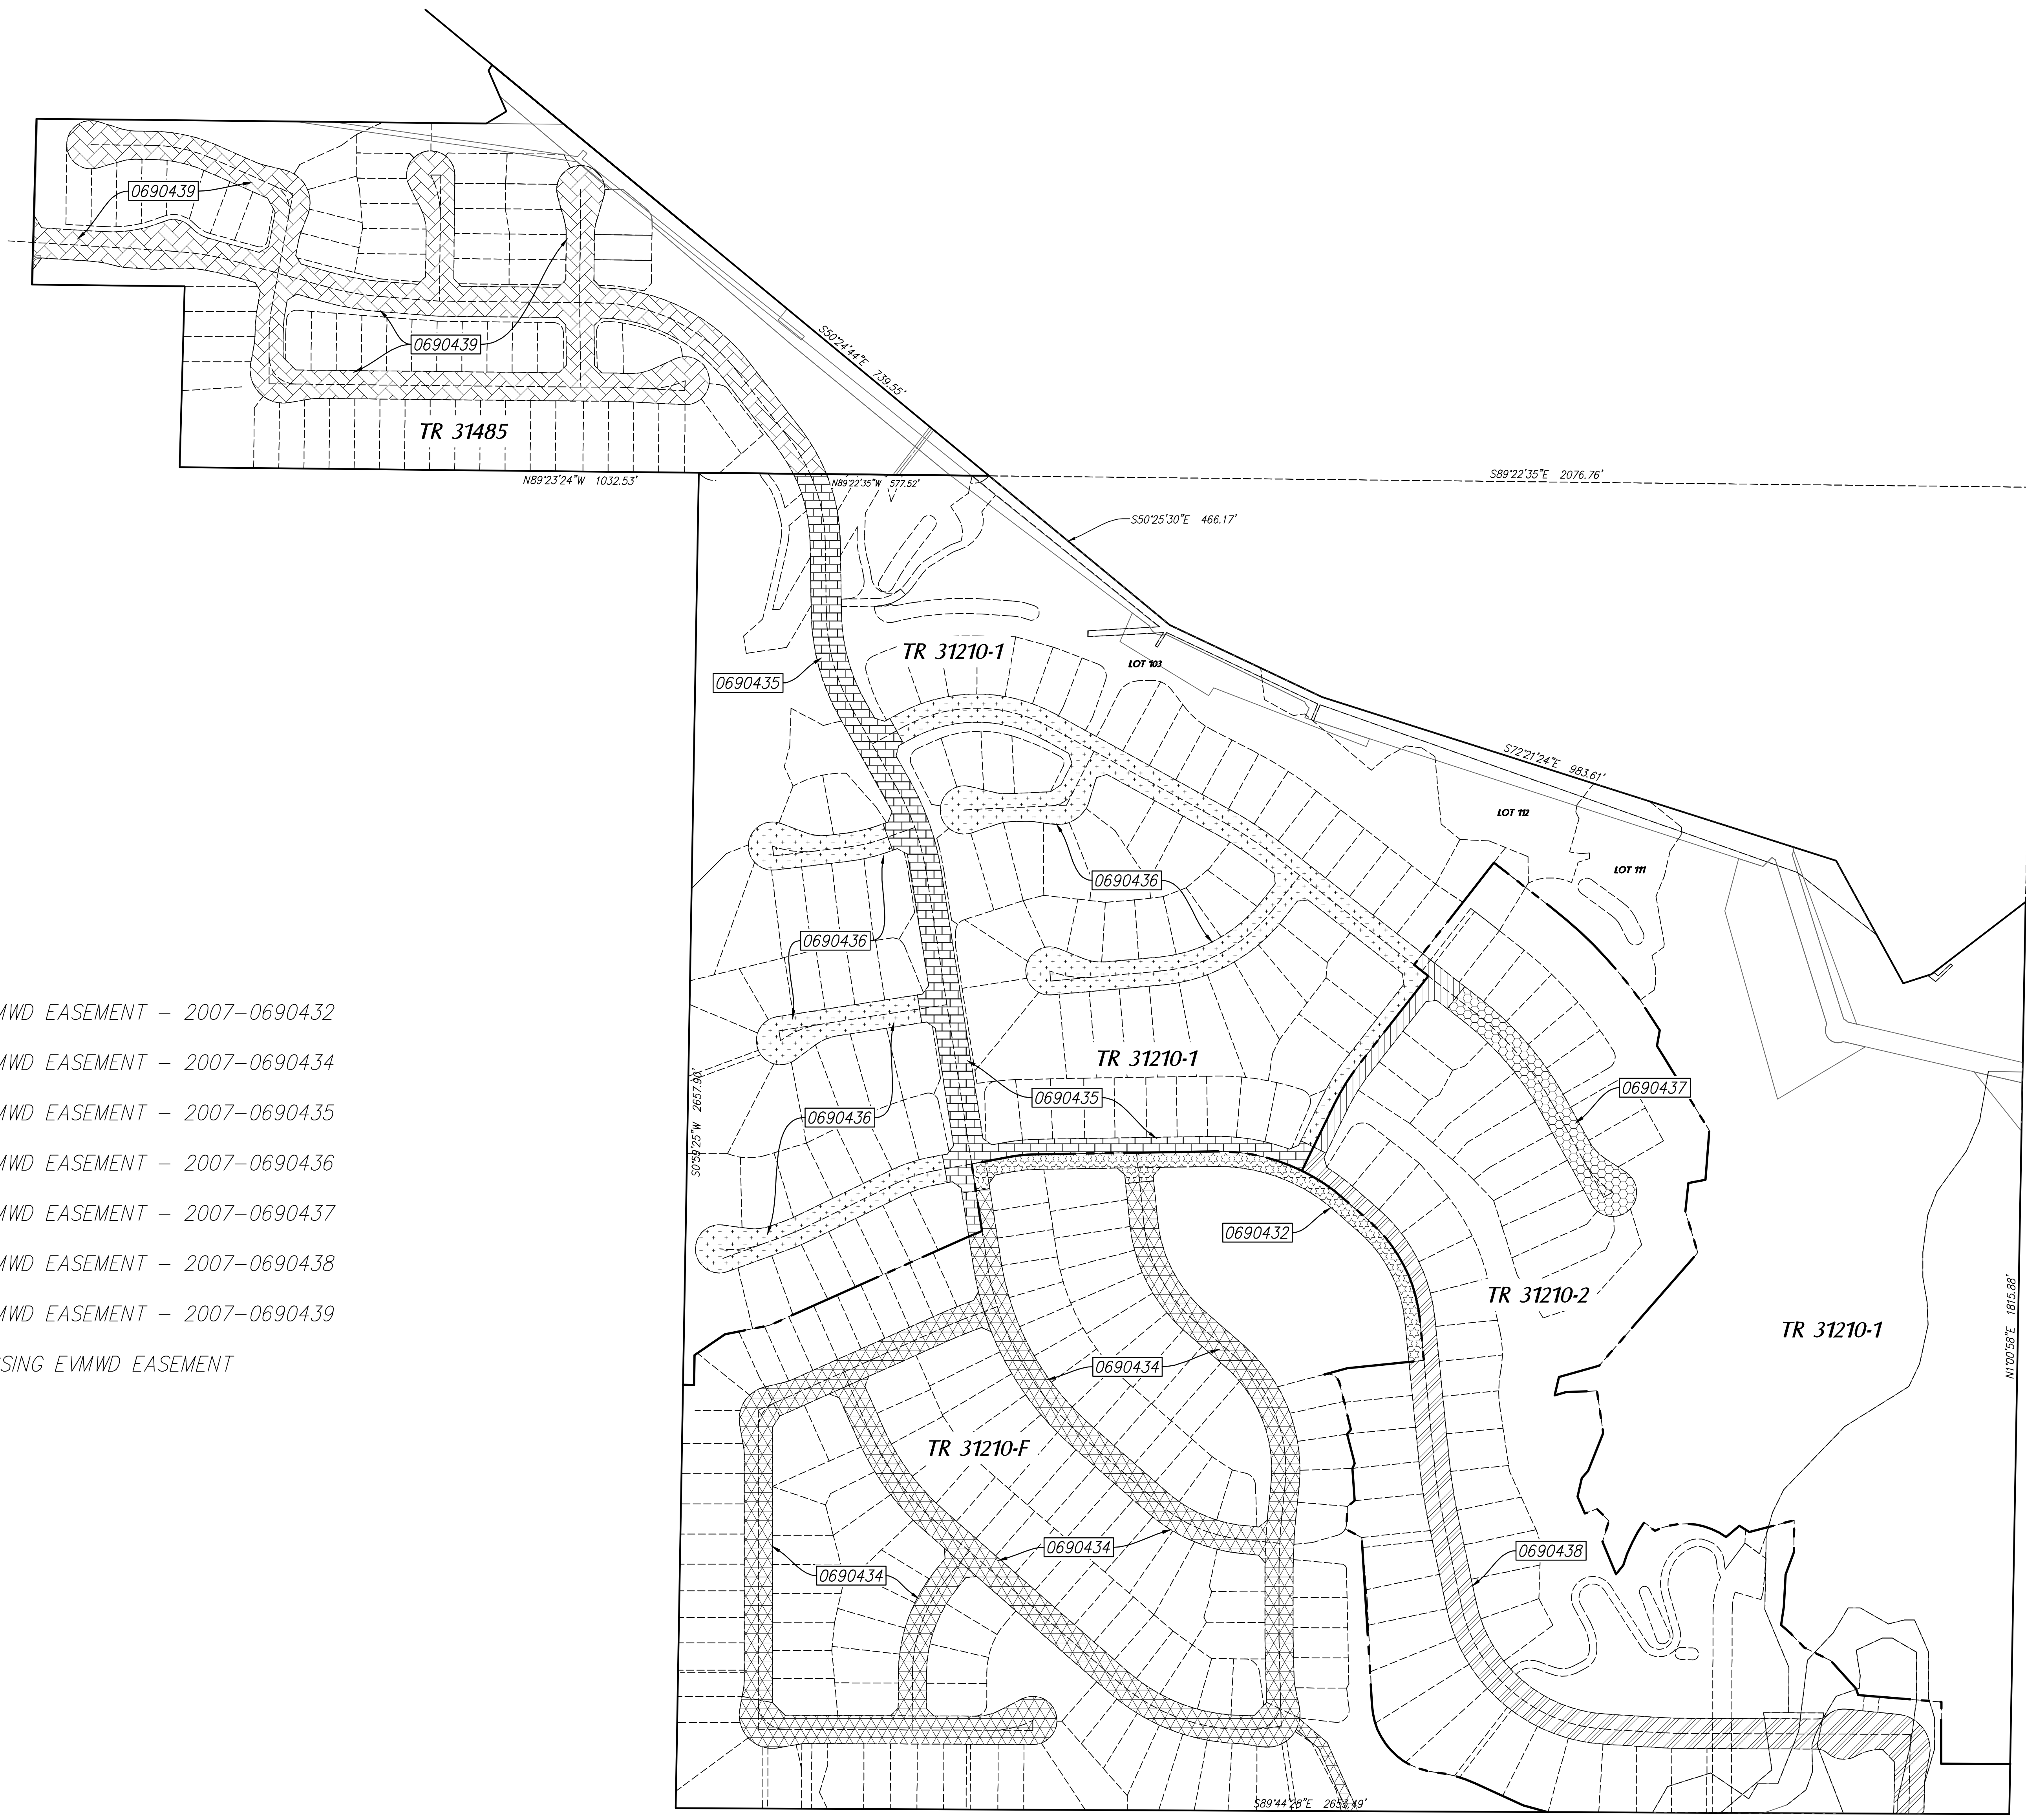 0690439
S50°24'44"E 739.55'
0690439
TR 31485
N89°23'24"W 1032.53'
N89°22'35"W 577.52'
S89°22'35"E 2076.76'
S50°25'30"E 466.17'
TR 31210-1
LOT 103
0690435
S72°21'24"E 983.61'
LOT 112
LOT 111
0690436
0690436
MWD EASEMENT - 2007-0690432
MWD EASEMENT - 2007-0690434
MWD EASEMENT - 2007-0690435
MWD EASEMENT - 2007-0690436
MWD EASEMENT - 2007-0690437
MWD EASEMENT - 2007-0690438
MWD EASEMENT - 2007-0690439
SSING EVMWD EASEMENT
TR 31210-1
0690437
0690435
0690436
S0°59'25"W 2657.90'
0690432
TR 31210-2
TR 31210-1
N1°00'58"E 1815.88'
0690434
TR 31210-F
0690434
0690438
0690434
S89°44'28"E 2653.49'